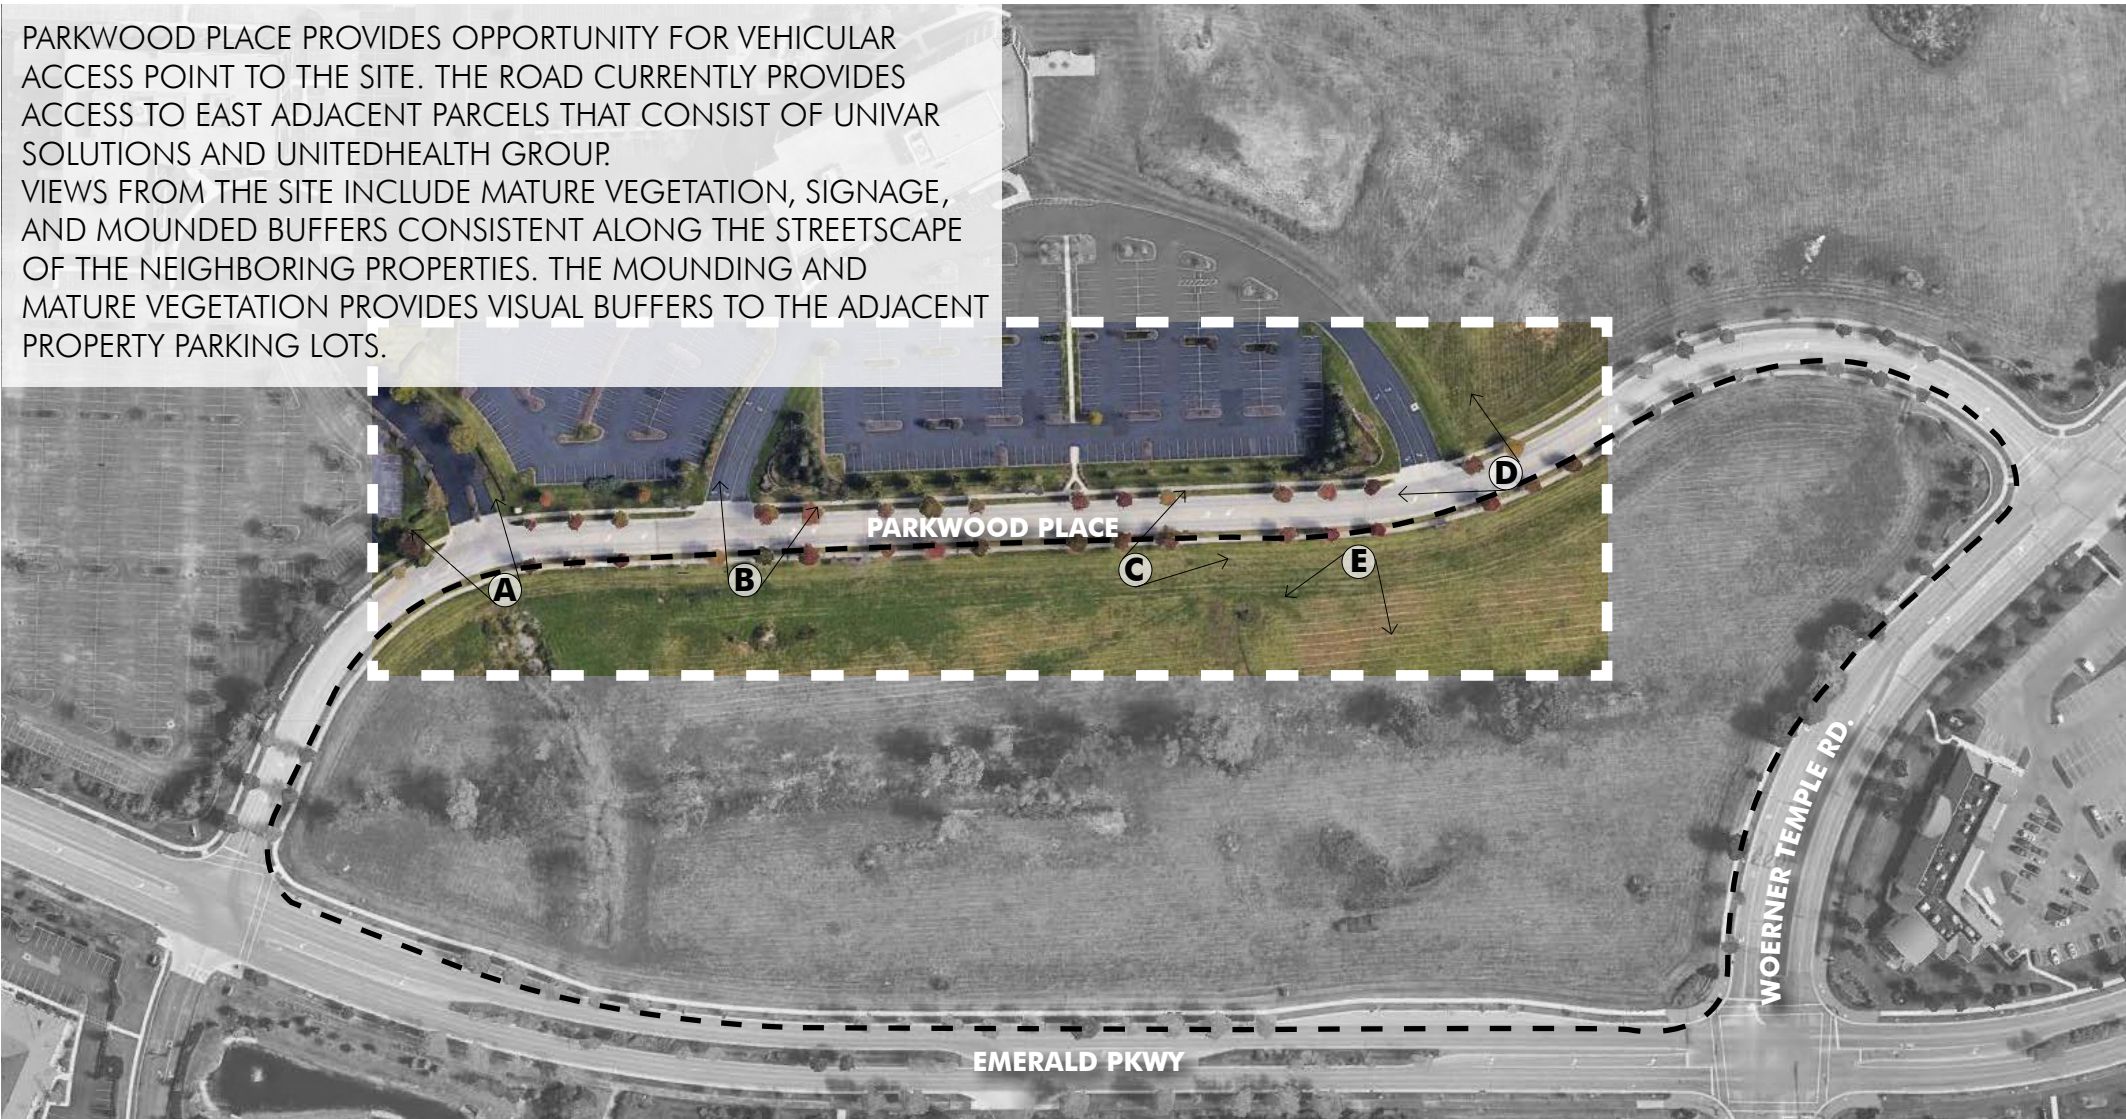 PARKWOOD PLACE PROVIDES OPPORTUNITY FOR VEHICULAR
ACCESS POINT TO THE SITE. THE ROAD CURRENTLY PROVIDES
ACCESS TO EAST ADJACENT PARCELS THAT CONSIST OF UNIVAR
SOLUTIONS AND UNITEDHEALTH GROUP.
VIEWS FROM THE SITE INCLUDE MATURE VEGETATION, SIGNAGE,
AND MOUNDED BUFFERS CONSISTENT ALONG THE STREETSCAPE
OF THE NEIGHBORING PROPERTIES. THE MOUNDING AND
MATURE VEGETATION PROVIDES VISUAL BUFFERS TO THE ADJACENT
PROPERTY PARKING LOTS.
D
PARKWOOD PLACE
A
B
C
E
WOERNER TEMPLE RD.
EMERALD PKWY